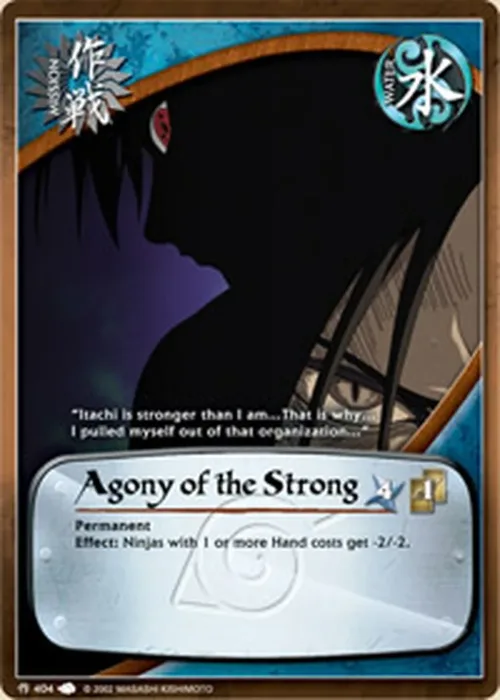 MISSION
作戦
WATER
水
"Itachi is stronger than I am...That is why...
I pulled myself out of that organization..."
Agony of the Strong 4 -1
Permanent
Effect: Ninjas with 1 or more Hand costs get -2/-2.
404 © 2002 MASASHI KISHIMOTO